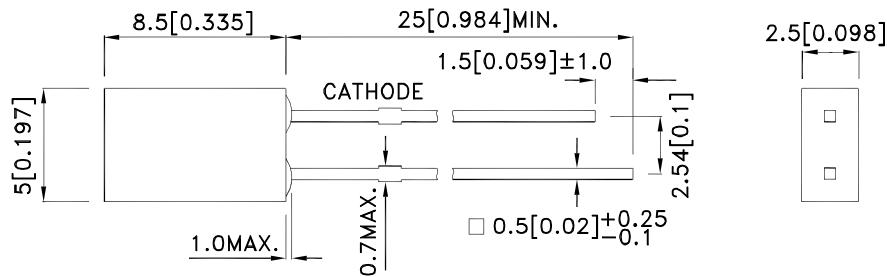 8.5[0.335]
25[0.984]MIN.
2.5[0.098]
1.5[0.059]±1.0
CATHODE
5[0.197]
2.54[0.1]
1.0MAX.
0.7MAX.
□ 0.5[0.02]+0.25
−0.1